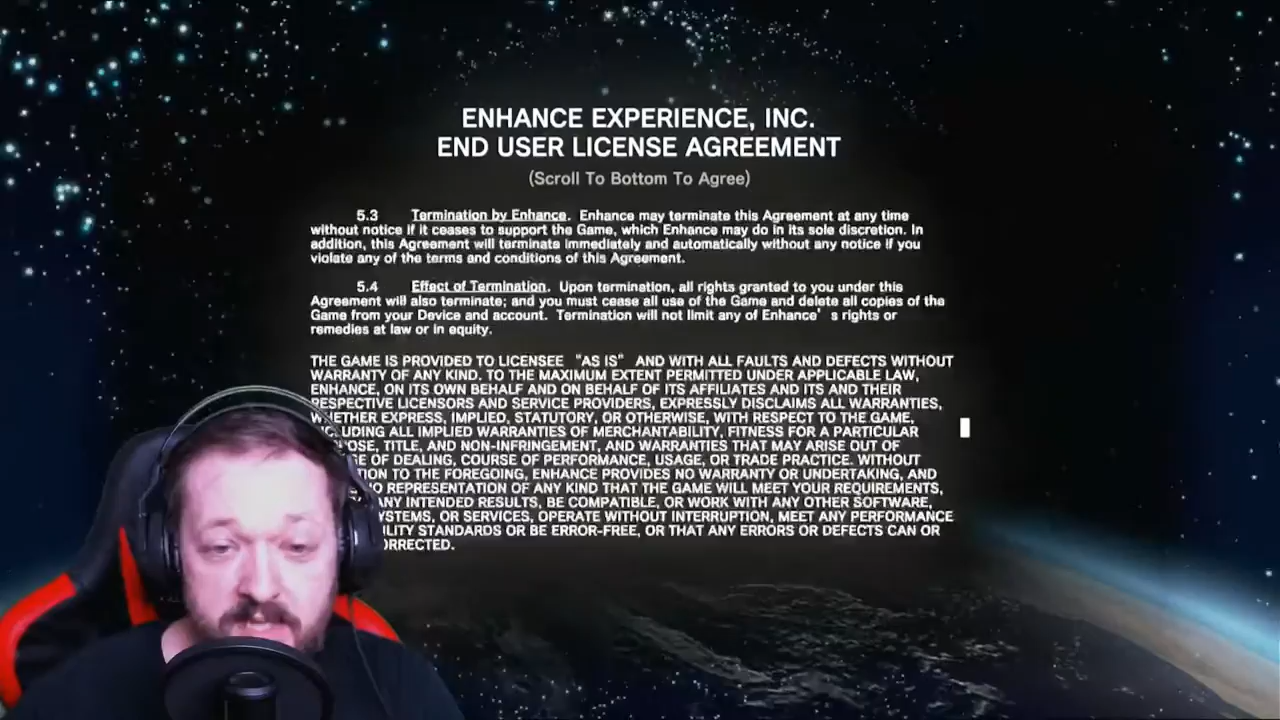 ENHANCE EXPERIENCE, INC.
END USER LICENSE AGREEMENT
(Scroll To Bottom To Agree)
5.3 Termination by Enhance. Enhance may terminate this Agreement at any time
without notice if it ceases to support the Game, which Enhance may do in its sole discretion. In
addition, this Agreement will terminate immediately and automatically without any notice if you
violate any of the terms and conditions of this Agreement.
5.4 Effect of Termination. Upon termination, all rights granted to you under this
Agreement will also terminate; and you must cease all use of the Game and delete all copies of the
Game from your Device and account. Termination will not limit any of Enhance's rights or
remedies at law or in equity.
THE GAME IS PROVIDED TO LICENSEE "AS IS" AND WITH ALL FAULTS AND DEFECTS WITHOUT
WARRANTY OF ANY KIND. TO THE MAXIMUM EXTENT PERMITTED UNDER APPLICABLE LAW,
ENHANCE, ON ITS OWN BEHALF AND ON BEHALF OF ITS AFFILIATES AND ITS AND THEIR
RESPECTIVE LICENSORS AND SERVICE PROVIDERS, EXPRESSLY DISCLAIMS ALL WARRANTIES,
WHETHER EXPRESS, IMPLIED, STATUTORY, OR OTHERWISE, WITH RESPECT TO THE GAME,
INCLUDING ALL IMPLIED WARRANTIES OF MERCHANTABILITY, FITNESS FOR A PARTICULAR
TITLE, AND NON-INFRINGEMENT, AND WARRANTIES THAT MAY ARISE OUT OF
OF DEALING, COURSE OF PERFORMANCE, USAGE, OR TRADE PRACTICE. WITHOUT
TO THE FOREGOING, ENHANCE PROVIDES NO WARRANTY OR UNDERTAKING, AND
REPRESENTATION OF ANY KIND THAT THE GAME WILL MEET YOUR REQUIREMENTS,
ANY INTENDED RESULTS, BE COMPATIBLE, OR WORK WITH ANY OTHER SOFTWARE,
OR SERVICES, OPERATE WITHOUT INTERRUPTION, MEET ANY PERFORMANCE
STANDARDS OR BE ERROR-FREE, OR THAT ANY ERRORS OR DEFECTS CAN OR